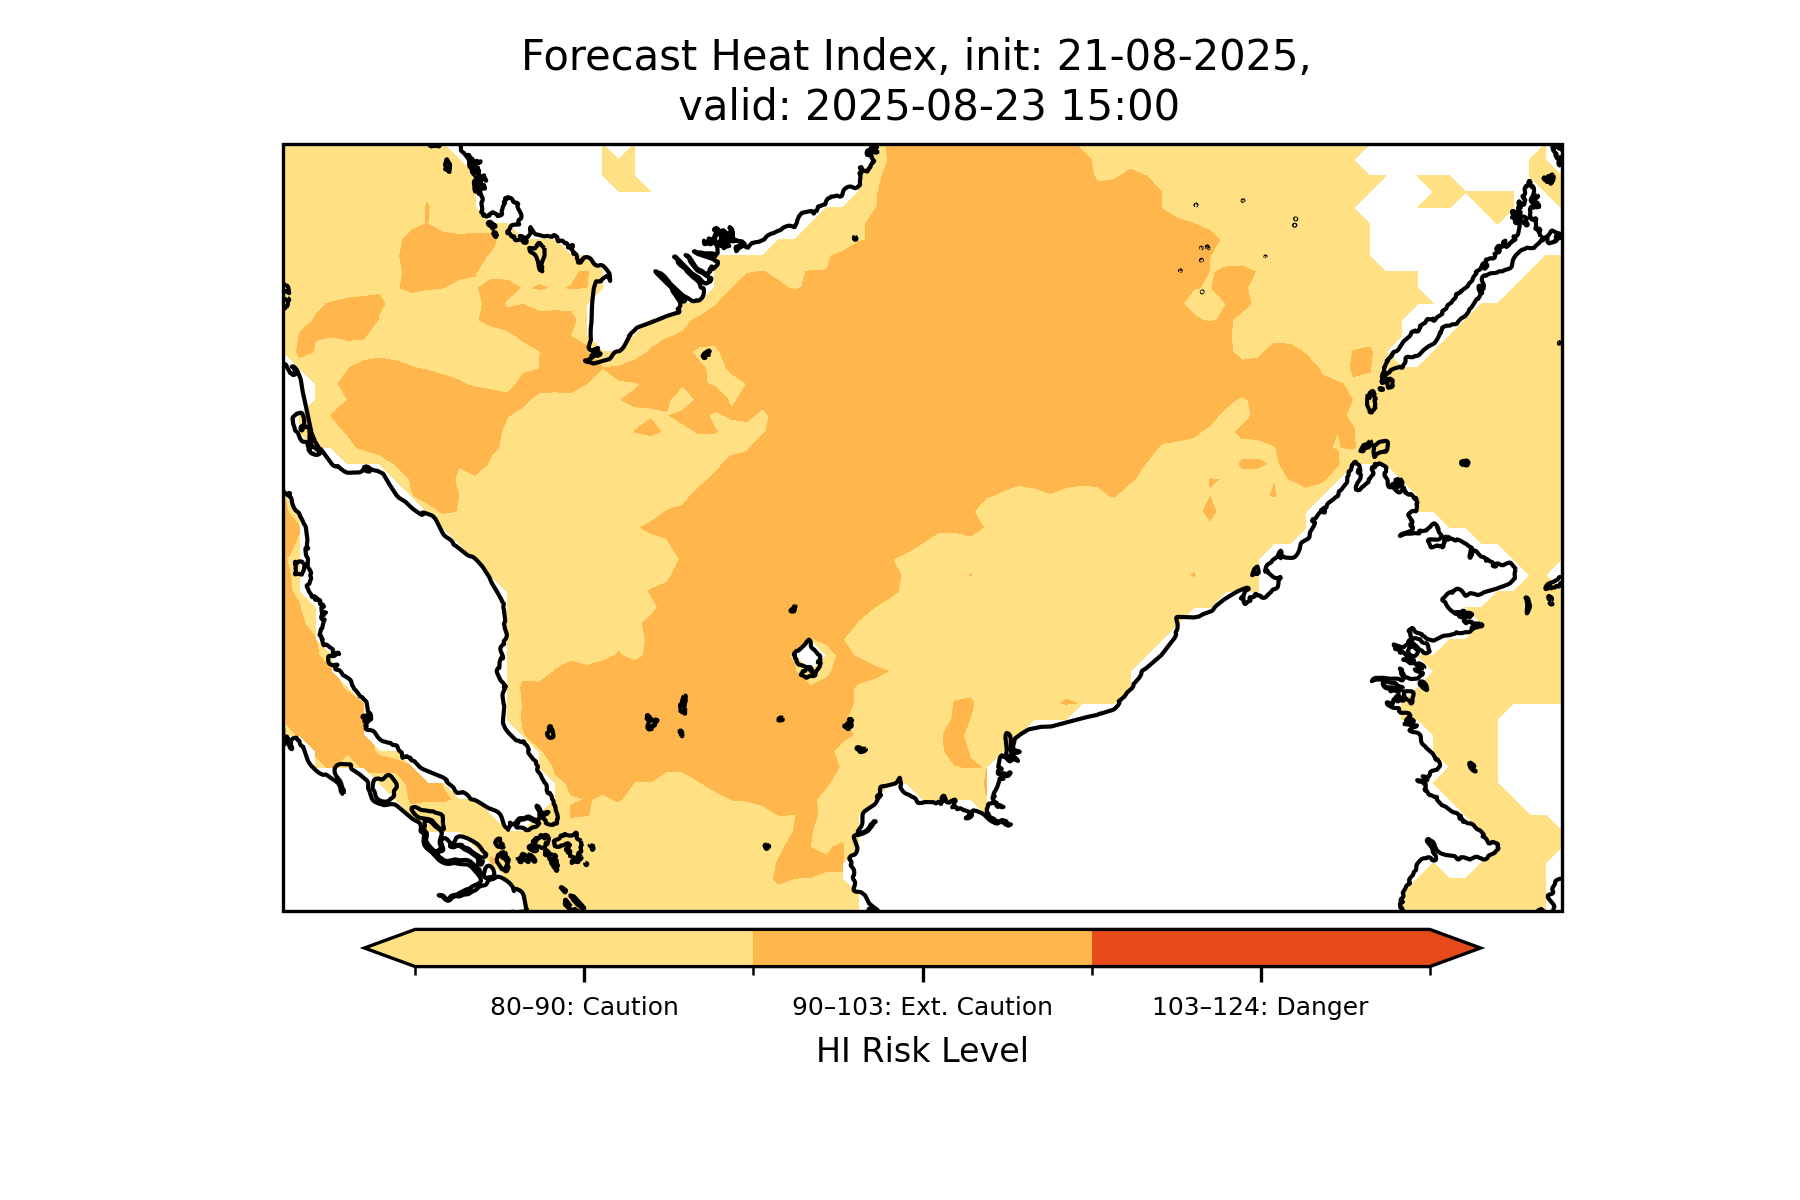 Forecast Heat Index, init: 21-08-2025,
valid: 2025-08-23 15:00
80–90: Caution
90–103: Ext. Caution
103–124: Danger
HI Risk Level